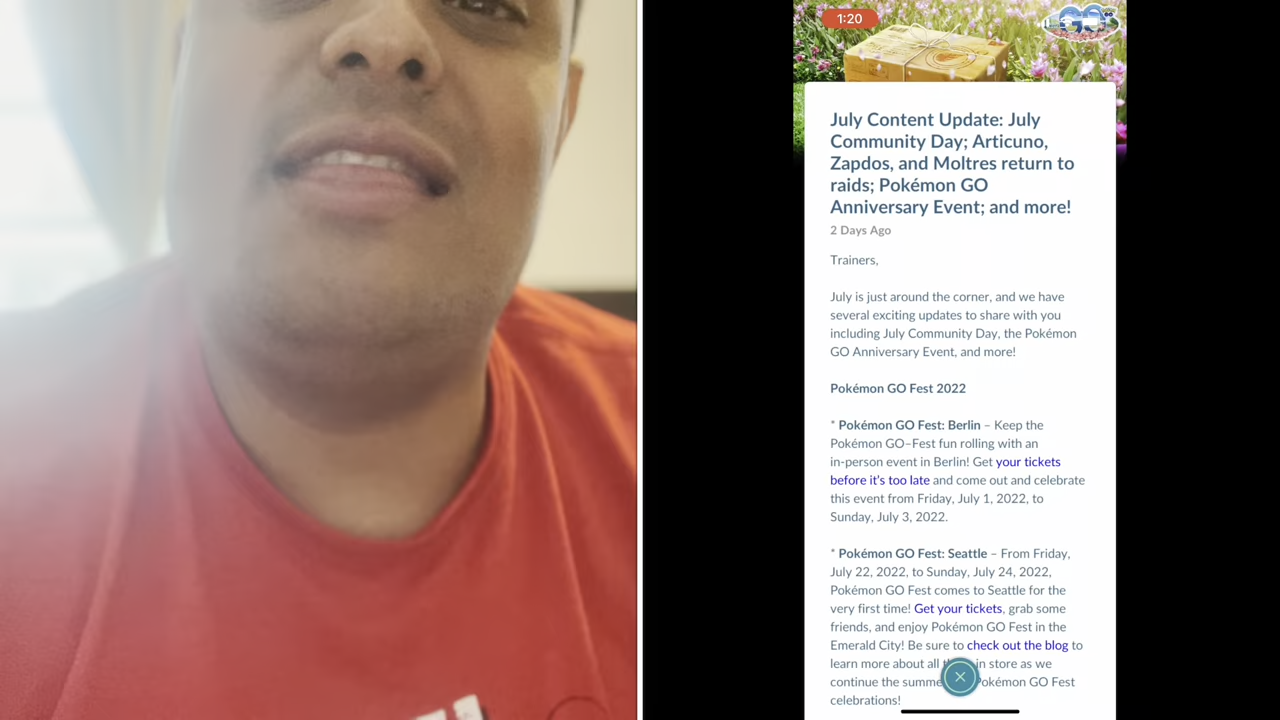 1:20
July Content Update: July
Community Day; Articuno,
Zapdos, and Moltres return to
raids; Pokémon GO
Anniversary Event; and more!
2 Days Ago
Trainers,
July is just around the corner, and we have
several exciting updates to share with you
including July Community Day, the Pokémon
GO Anniversary Event, and more!
Pokémon GO Fest 2022
* Pokémon GO Fest: Berlin – Keep the
Pokémon GO–Fest fun rolling with an
in-person event in Berlin! Get your tickets
before it's too late and come out and celebrate
this event from Friday, July 1, 2022, to
Sunday, July 3, 2022.
* Pokémon GO Fest: Seattle – From Friday,
July 22, 2022, to Sunday, July 24, 2022,
Pokémon GO Fest comes to Seattle for the
very first time! Get your tickets, grab some
friends, and enjoy Pokémon GO Fest in the
Emerald City! Be sure to check out the blog to
learn more about all in store as we
continue the Pokémon GO Fest
celebrations!